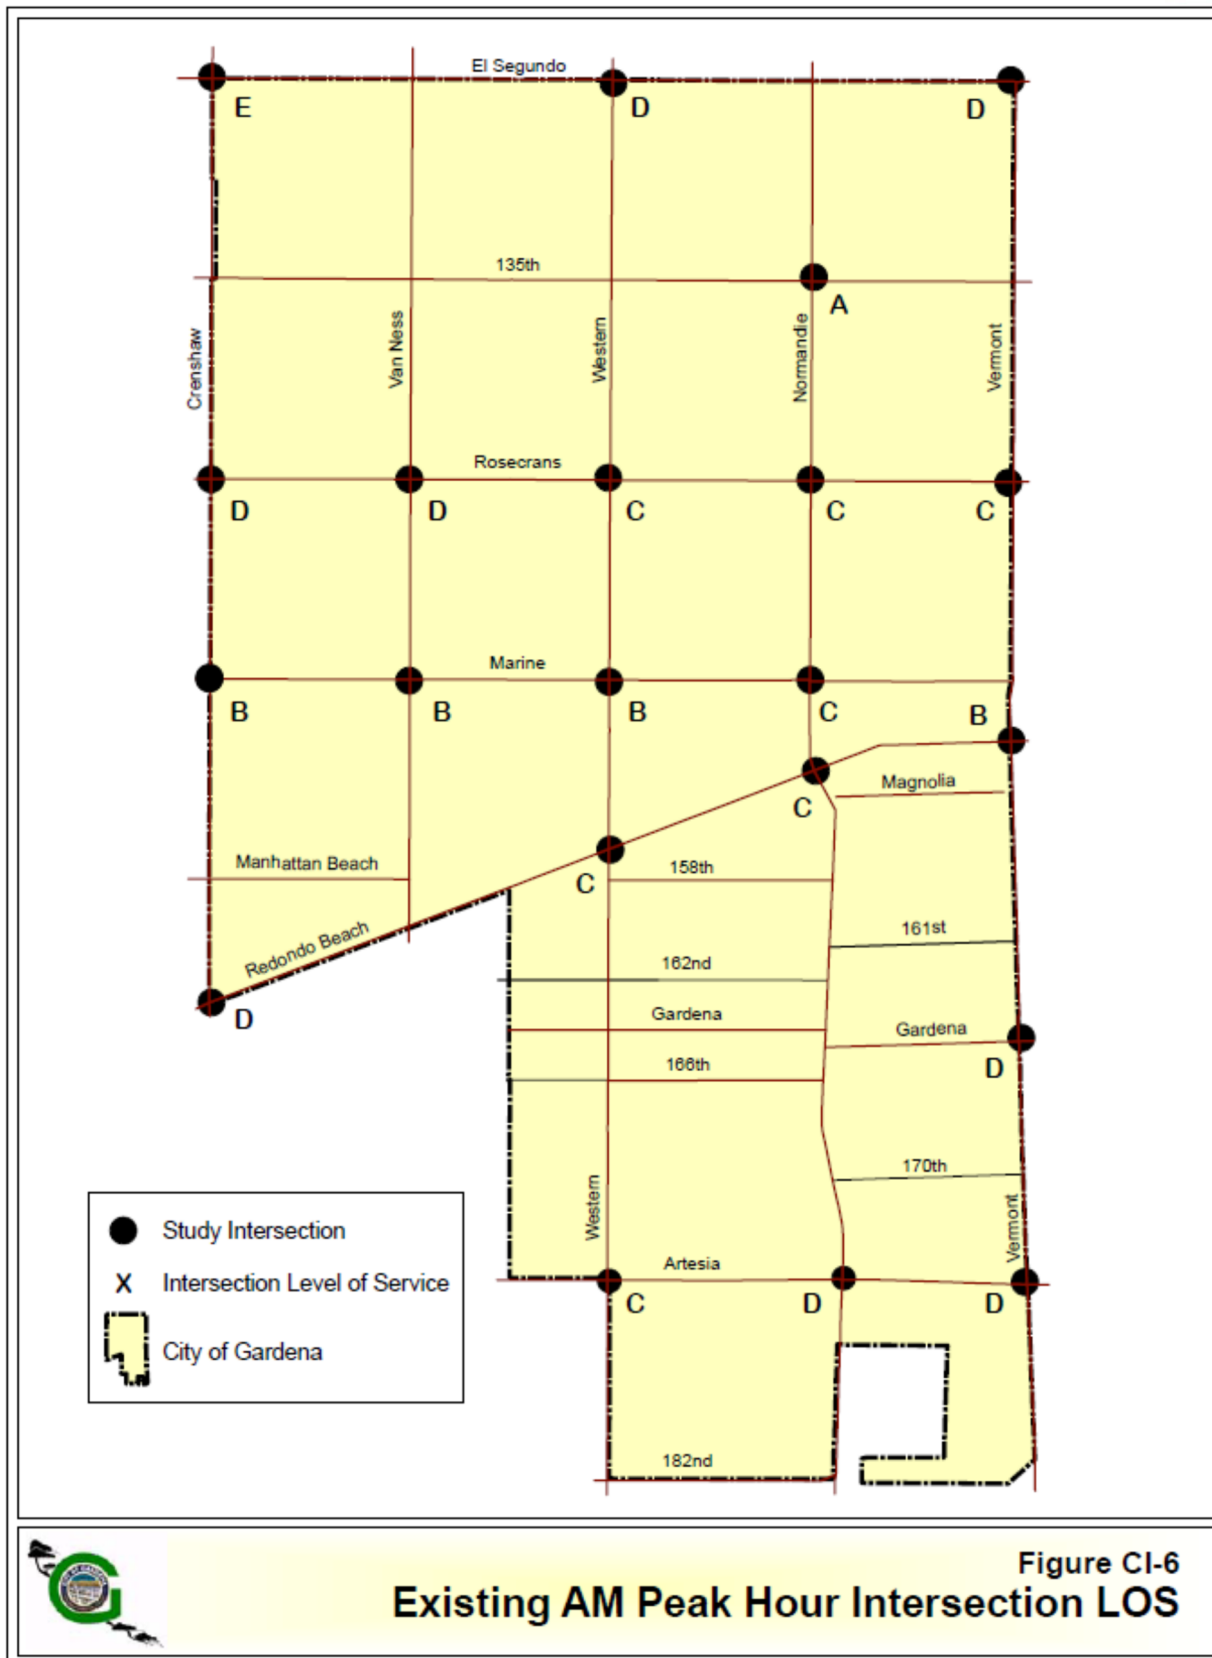 El Segundo
E
D
D
135th
A
Crenshaw
Van Ness
Western
Normandie
Vermont
Rosecrans
D
D
C
C
C
Marine
B
B
B
C
B
Magnolia
C
Manhattan Beach
C
158th
Redondo Beach
161st
162nd
D
Gardena
Gardena
166th
D
170th
Western
Vermont
Artesia
C
D
D
182nd
Study Intersection
X Intersection Level of Service
City of Gardena
G
Figure CI-6
Existing AM Peak Hour Intersection LOS